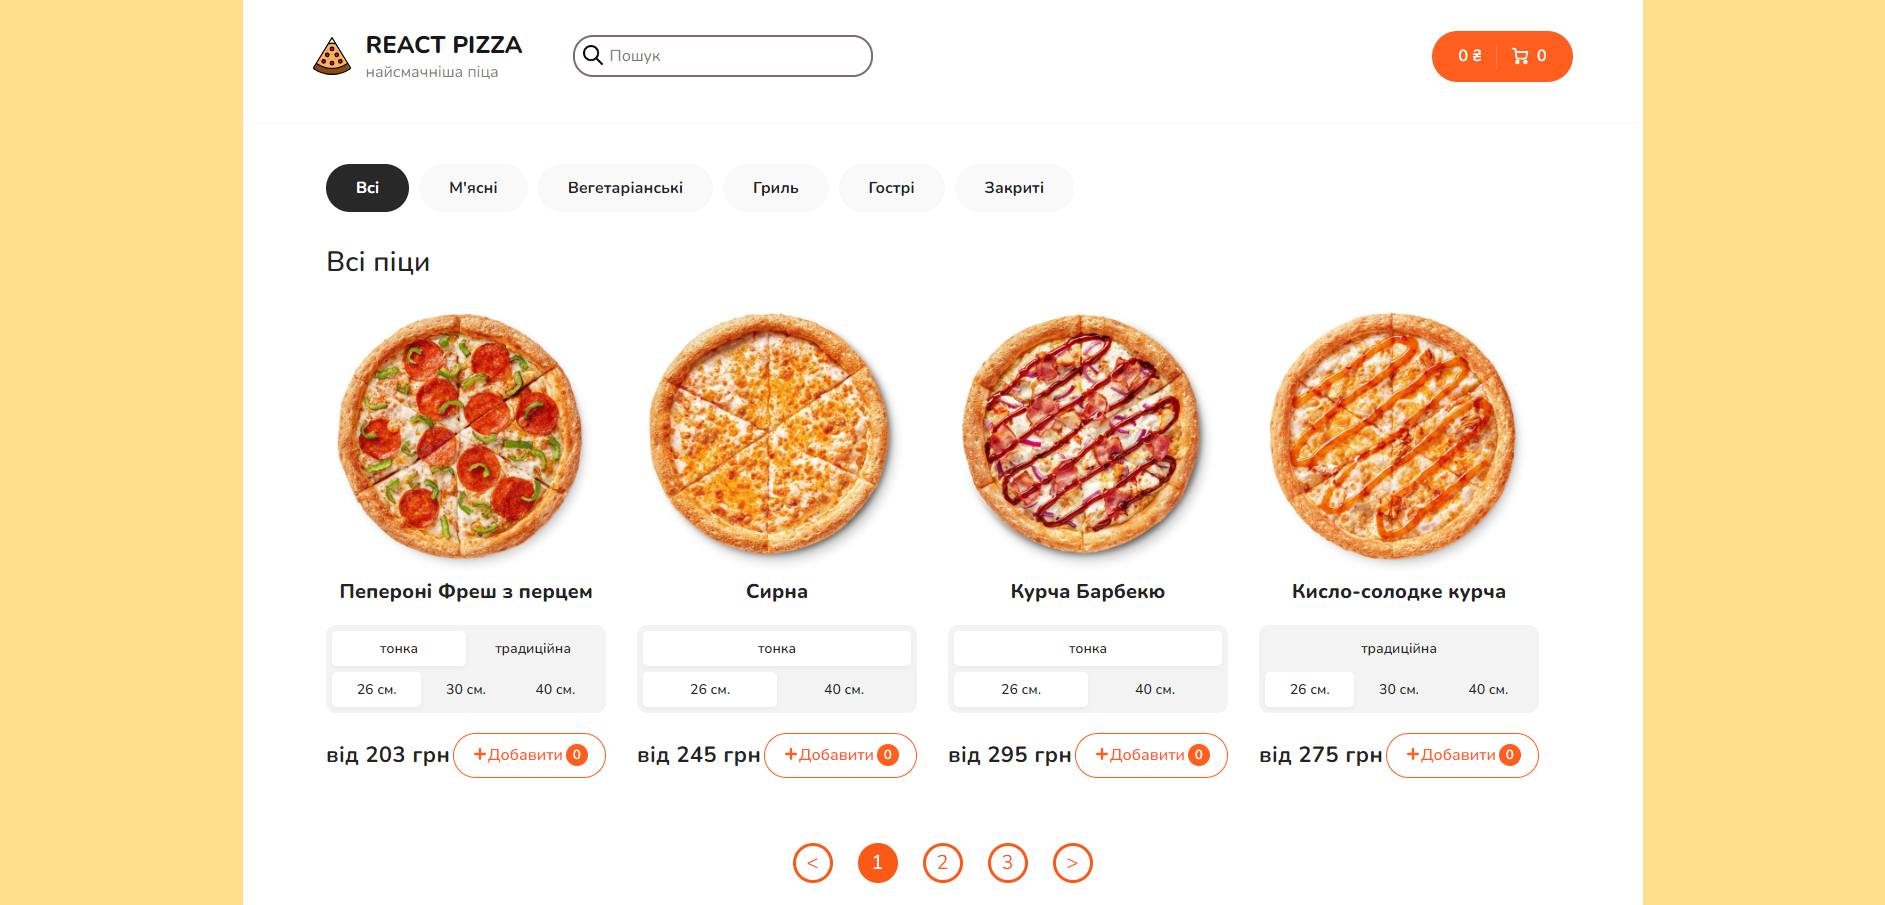 REACT PIZZA
найсмачніша піца
Пошук
0 ₴ 0
Всі М'ясні Вегетаріанські Гриль Гострі Закриті
Всі піци
Пепероні Фреш з перцем
тонка традиційна
26 см. 30 см. 40 см.
від 203 грн +Добавити 0
Сирна
тонка
26 см. 40 см.
від 245 грн +Добавити 0
Курча Барбекю
тонка
26 см. 40 см.
від 295 грн +Добавити 0
Кисло-солодке курча
традиційна
26 см. 30 см. 40 см.
від 275 грн +Добавити 0
< 1 2 3 >